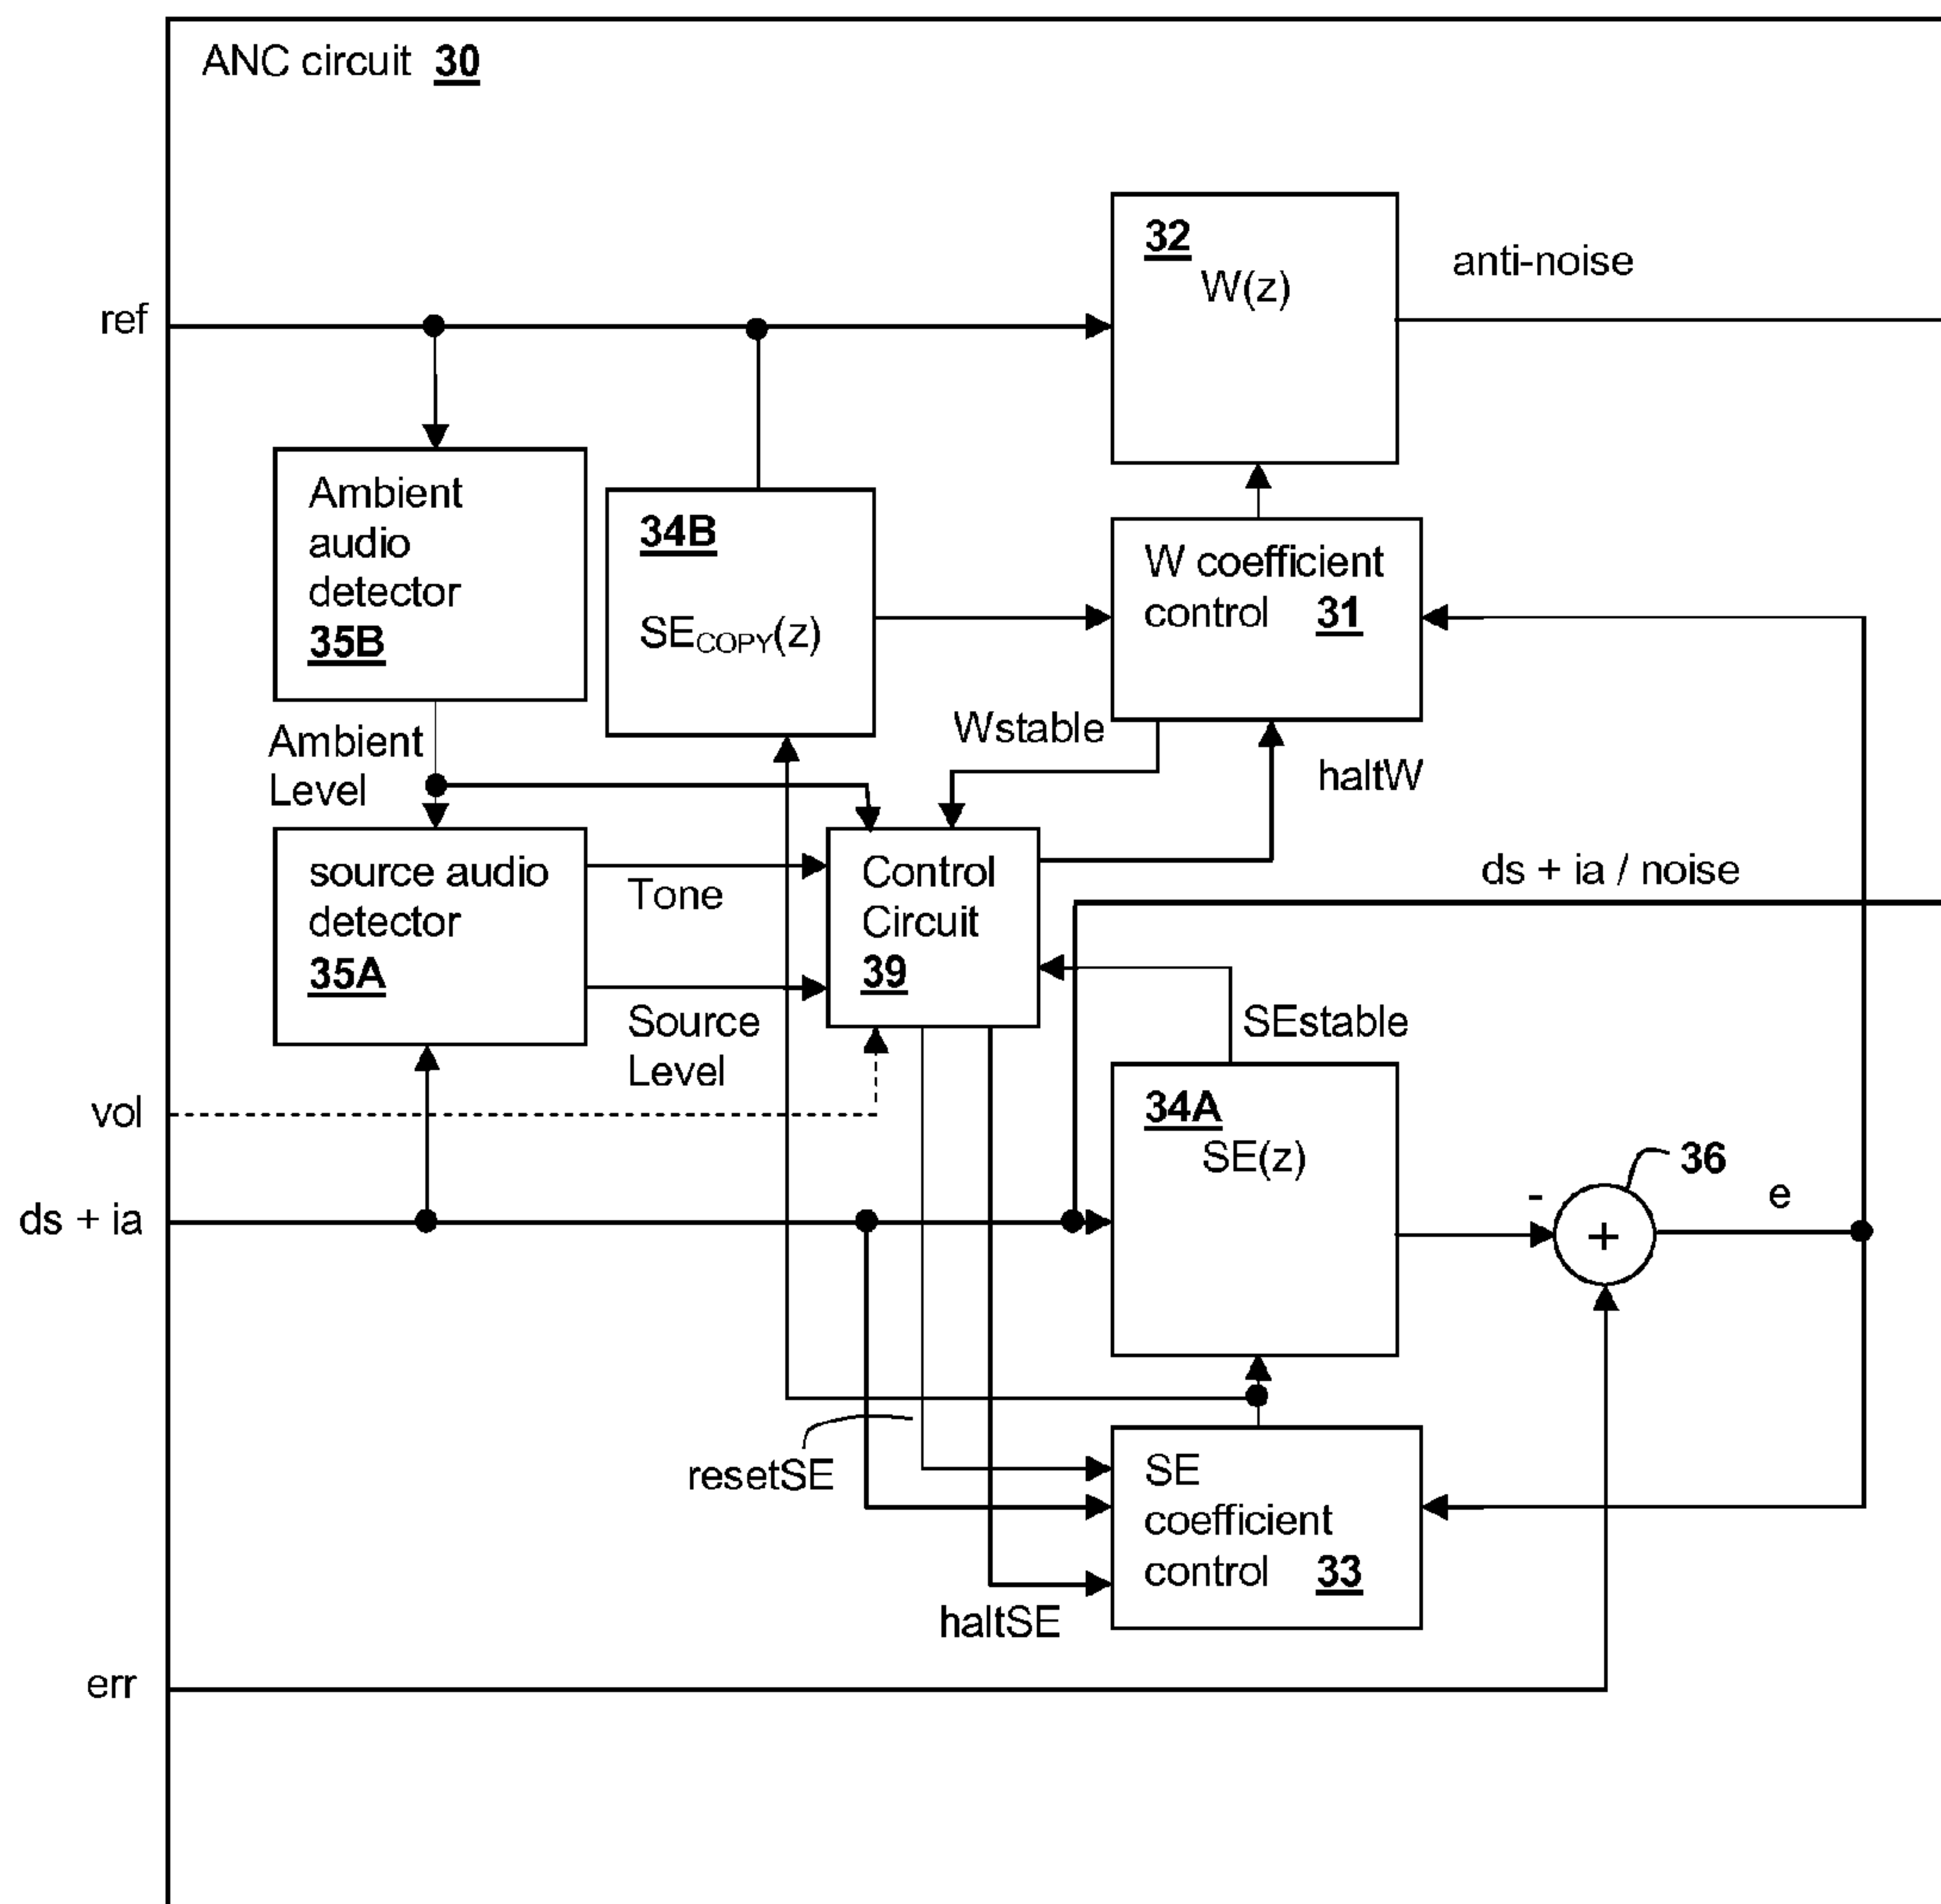 ANC circuit 30
32
W(z)
anti-noise
ref
Ambient
audio
detector
35B
34B
SECOPY(z)
W coefficient
control 31
Ambient
Level
Wstable
haltW
source audio
detector
35A
Tone
Source
Level
Control
Circuit
39
ds + ia / noise
SEstable
vol
34A
SE(z)
36
-
+
e
ds + ia
resetSE
SE
coefficient
control 33
haltSE
err